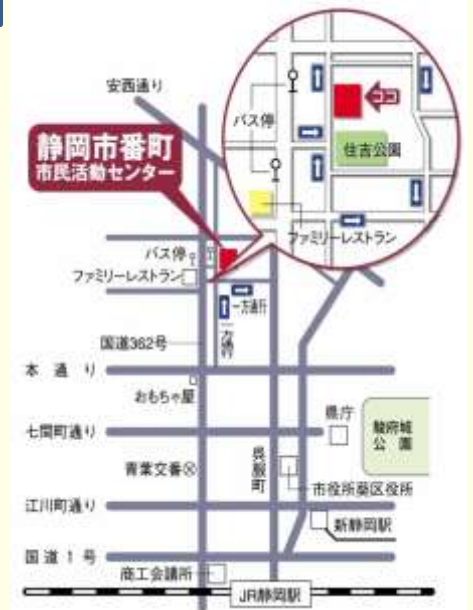 安西通り
バス停
住吉公園
ファミリーレストラン
静岡市番町
市民活動センター
バス停
ファミリーレストラン
一方通行
一方通行
国道362号
本通り
おもちゃ屋
七間町通り
県庁
駿府城
公園
呉服町
青葉交番
市役所葵区役所
江川町通り
新静岡駅
国道1号
商工会議所
JR静岡駅